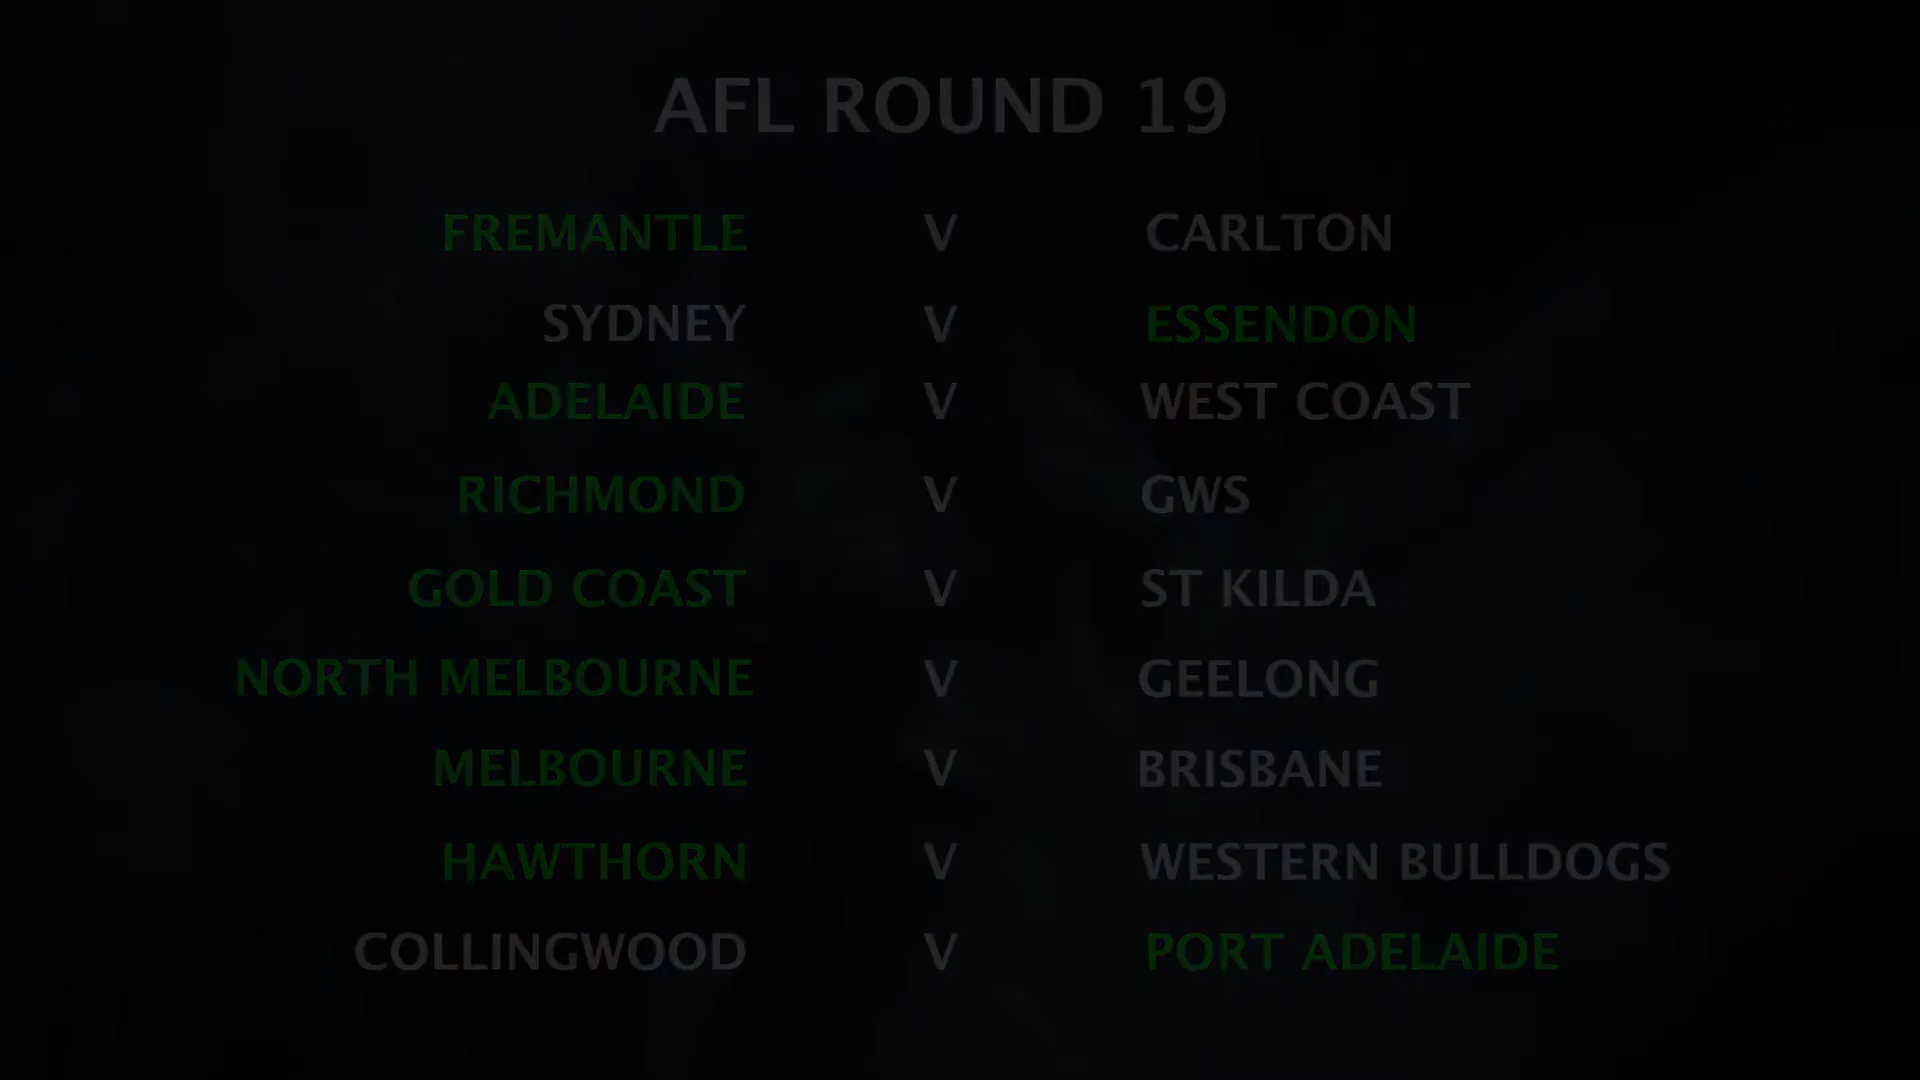 AFL ROUND 19
FREMANTLE V CARLTON
SYDNEY V ESSENDON
ADELAIDE V WEST COAST
RICHMOND V GWS
GOLD COAST V ST KILDA
NORTH MELBOURNE V GEELONG
MELBOURNE V BRISBANE
HAWTHORN V WESTERN BULLDOGS
COLLINGWOOD V PORT ADELAIDE